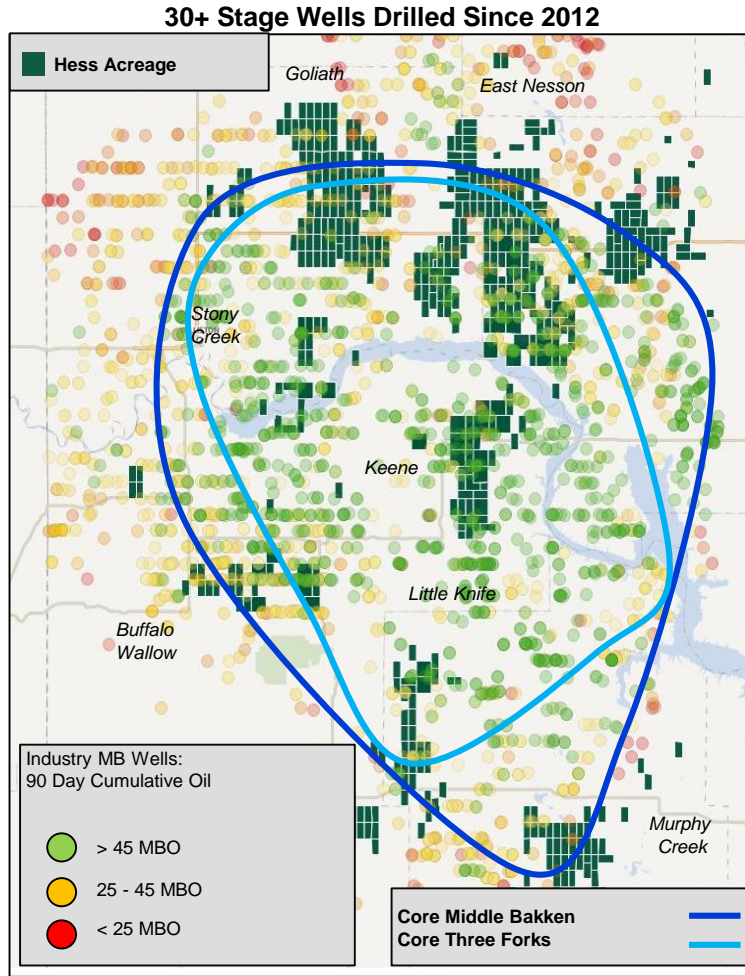 30+ Stage Wells Drilled Since 2012
Hess Acreage
Goliath
East Nesson
Stony
Creek
Keene
Little Knife
Buffalo
Wallow
Murphy
Creek
Industry MB Wells:
90 Day Cumulative Oil
> 45 MBO
25 - 45 MBO
< 25 MBO
Core Middle Bakken
Core Three Forks